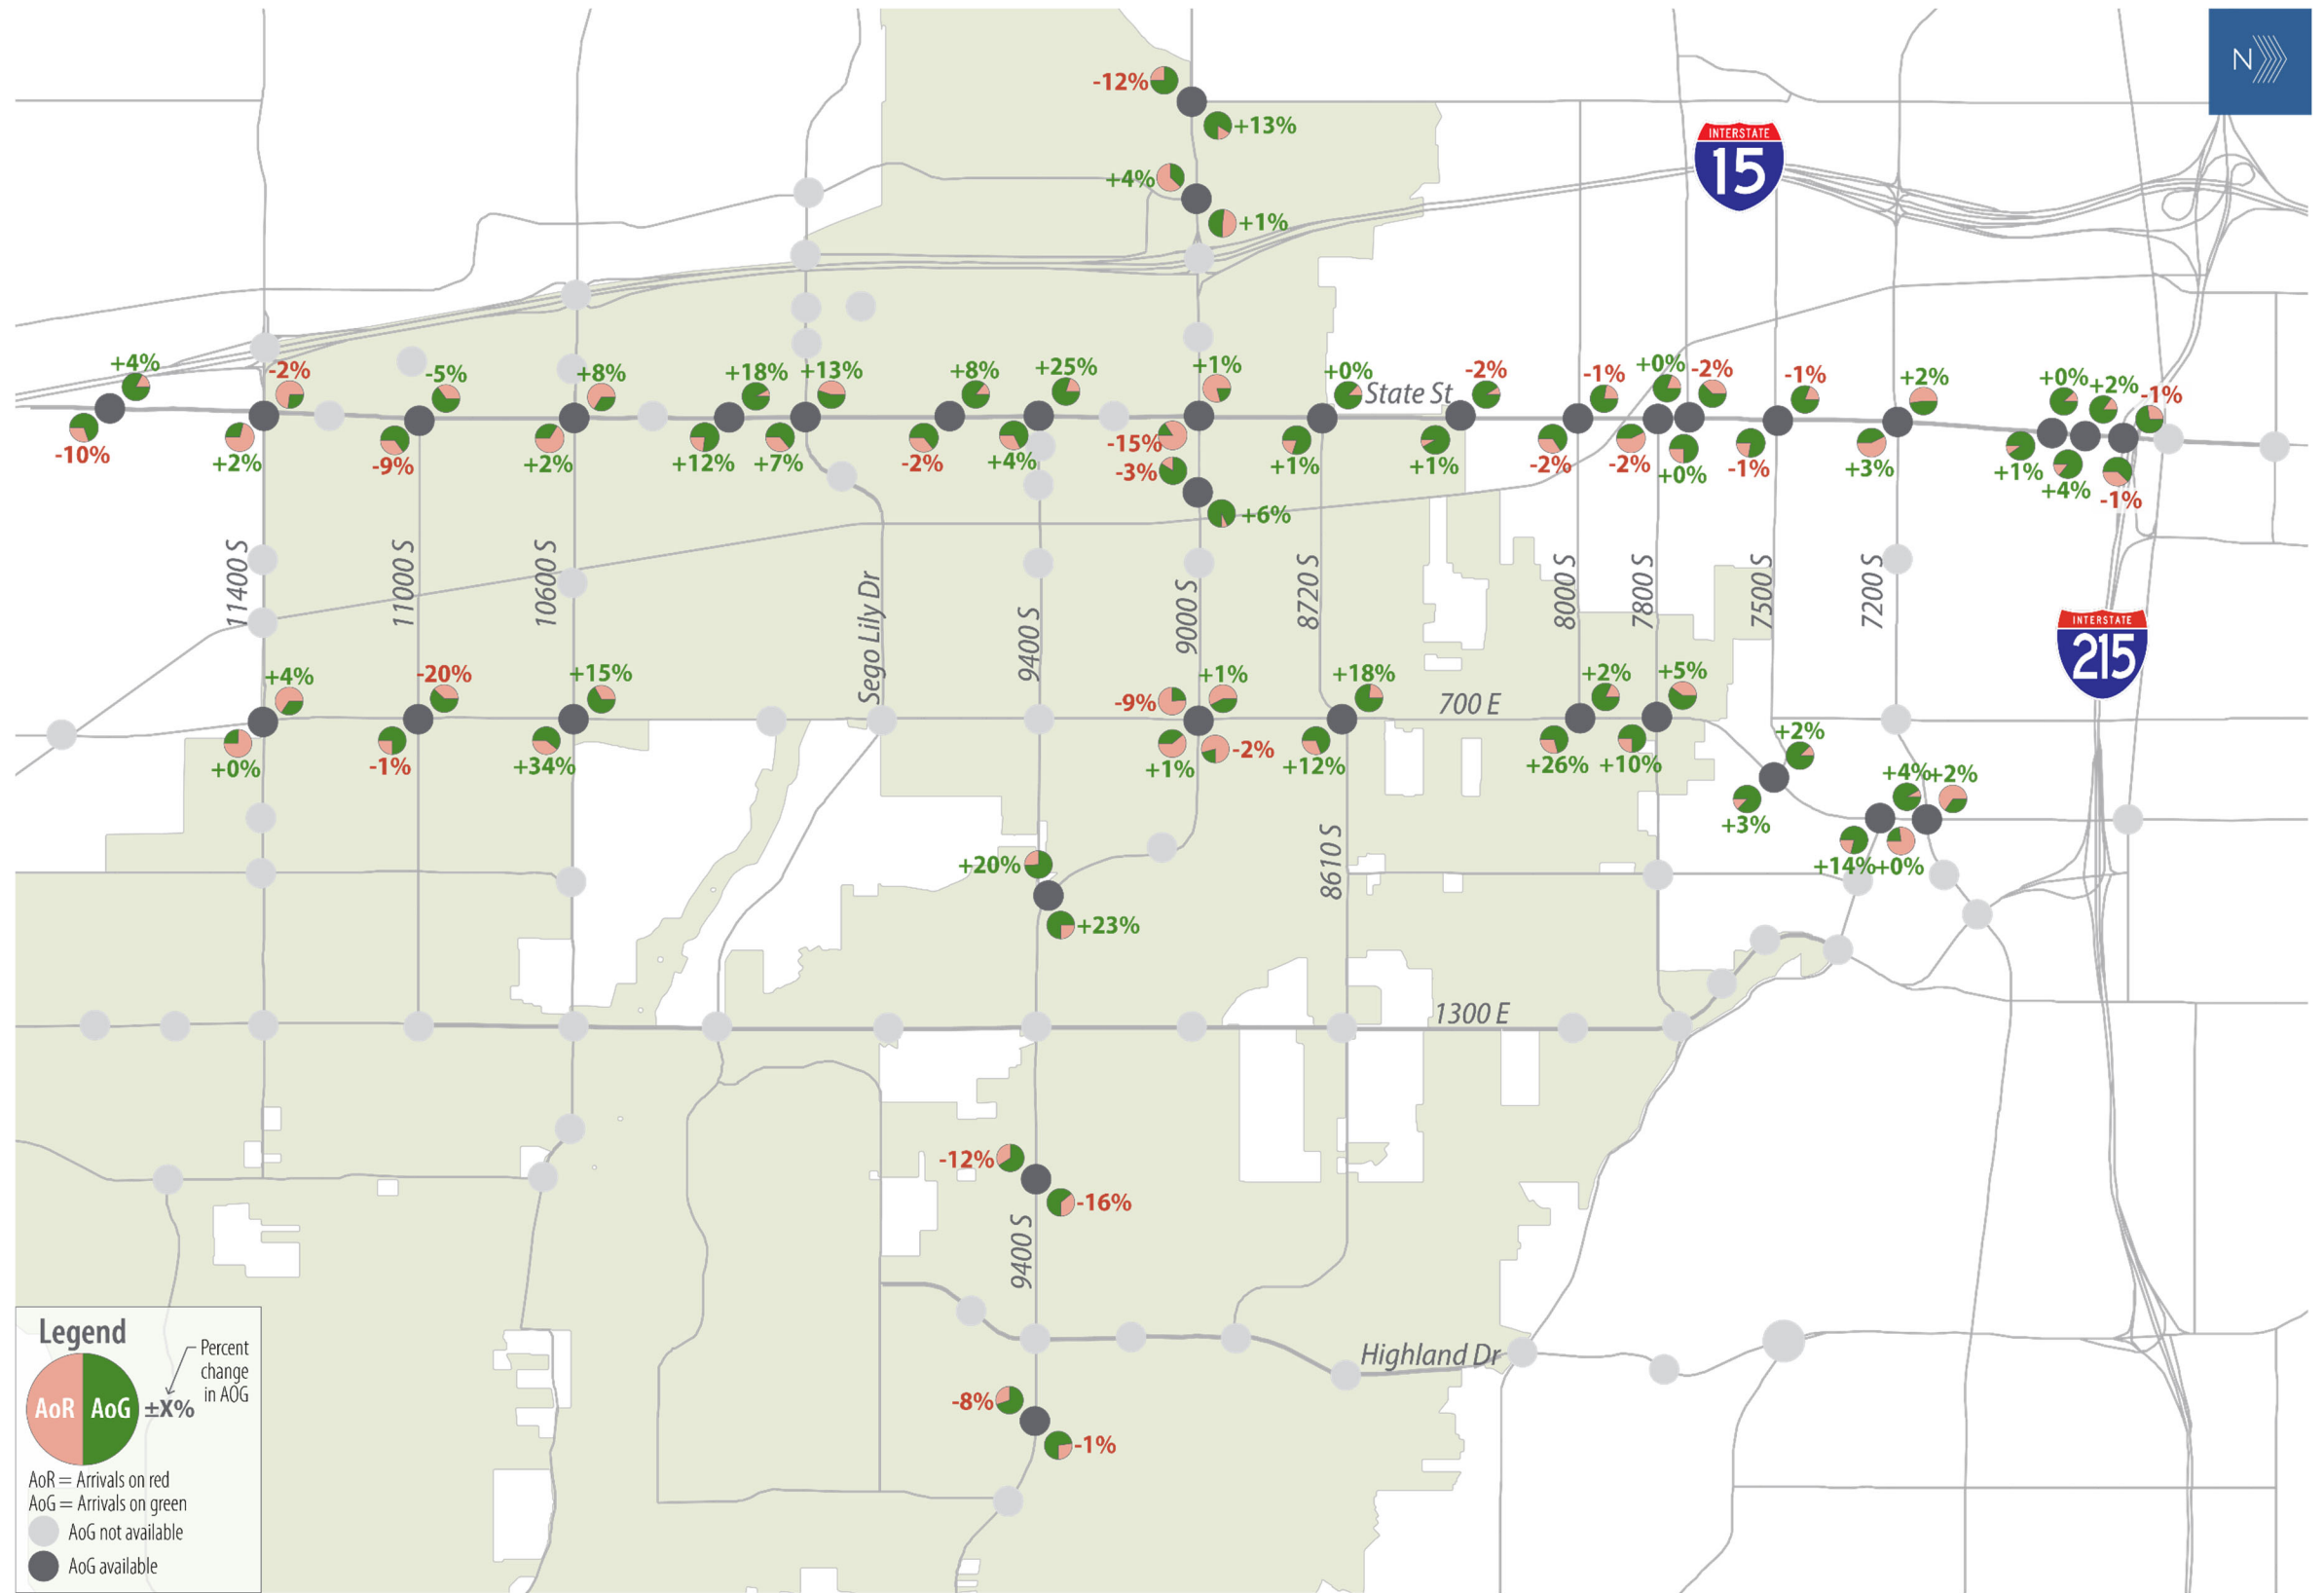 N
-12%
+13%
INTERSTATE
15
+4%
+1%
+4%
-2%
-5%
+8%
+18%
+13%
+8%
+25%
+1%
+0%
State St
-2%
-1%
+0%
-2%
-1%
+2%
+0%
+2%
-1%
-10%
+2%
-9%
+2%
+12%
+7%
-2%
+4%
-15%
-3%
+6%
+1%
+1%
-2%
-2%
+0%
-1%
+3%
+1%
+4%
-1%
11400 S
11000 S
10600 S
Sego Lily Dr
9400 S
9000 S
8720 S
8000 S
7800 S
7500 S
7200 S
INTERSTATE
215
+4%
-20%
+15%
-9%
+1%
+18%
700 E
+2%
+5%
+0%
-1%
+34%
+1%
-2%
+12%
+26%
+10%
+2%
+3%
+4%
+2%
+14%
+0%
+20%
+23%
8610 S
1300 E
-12%
-16%
9400 S
Highland Dr
-8%
-1%
Legend
Percent
change
in AOG
AoR
AoG
±X%
AoR = Arrivals on red
AoG = Arrivals on green
AoG not available
AoG available